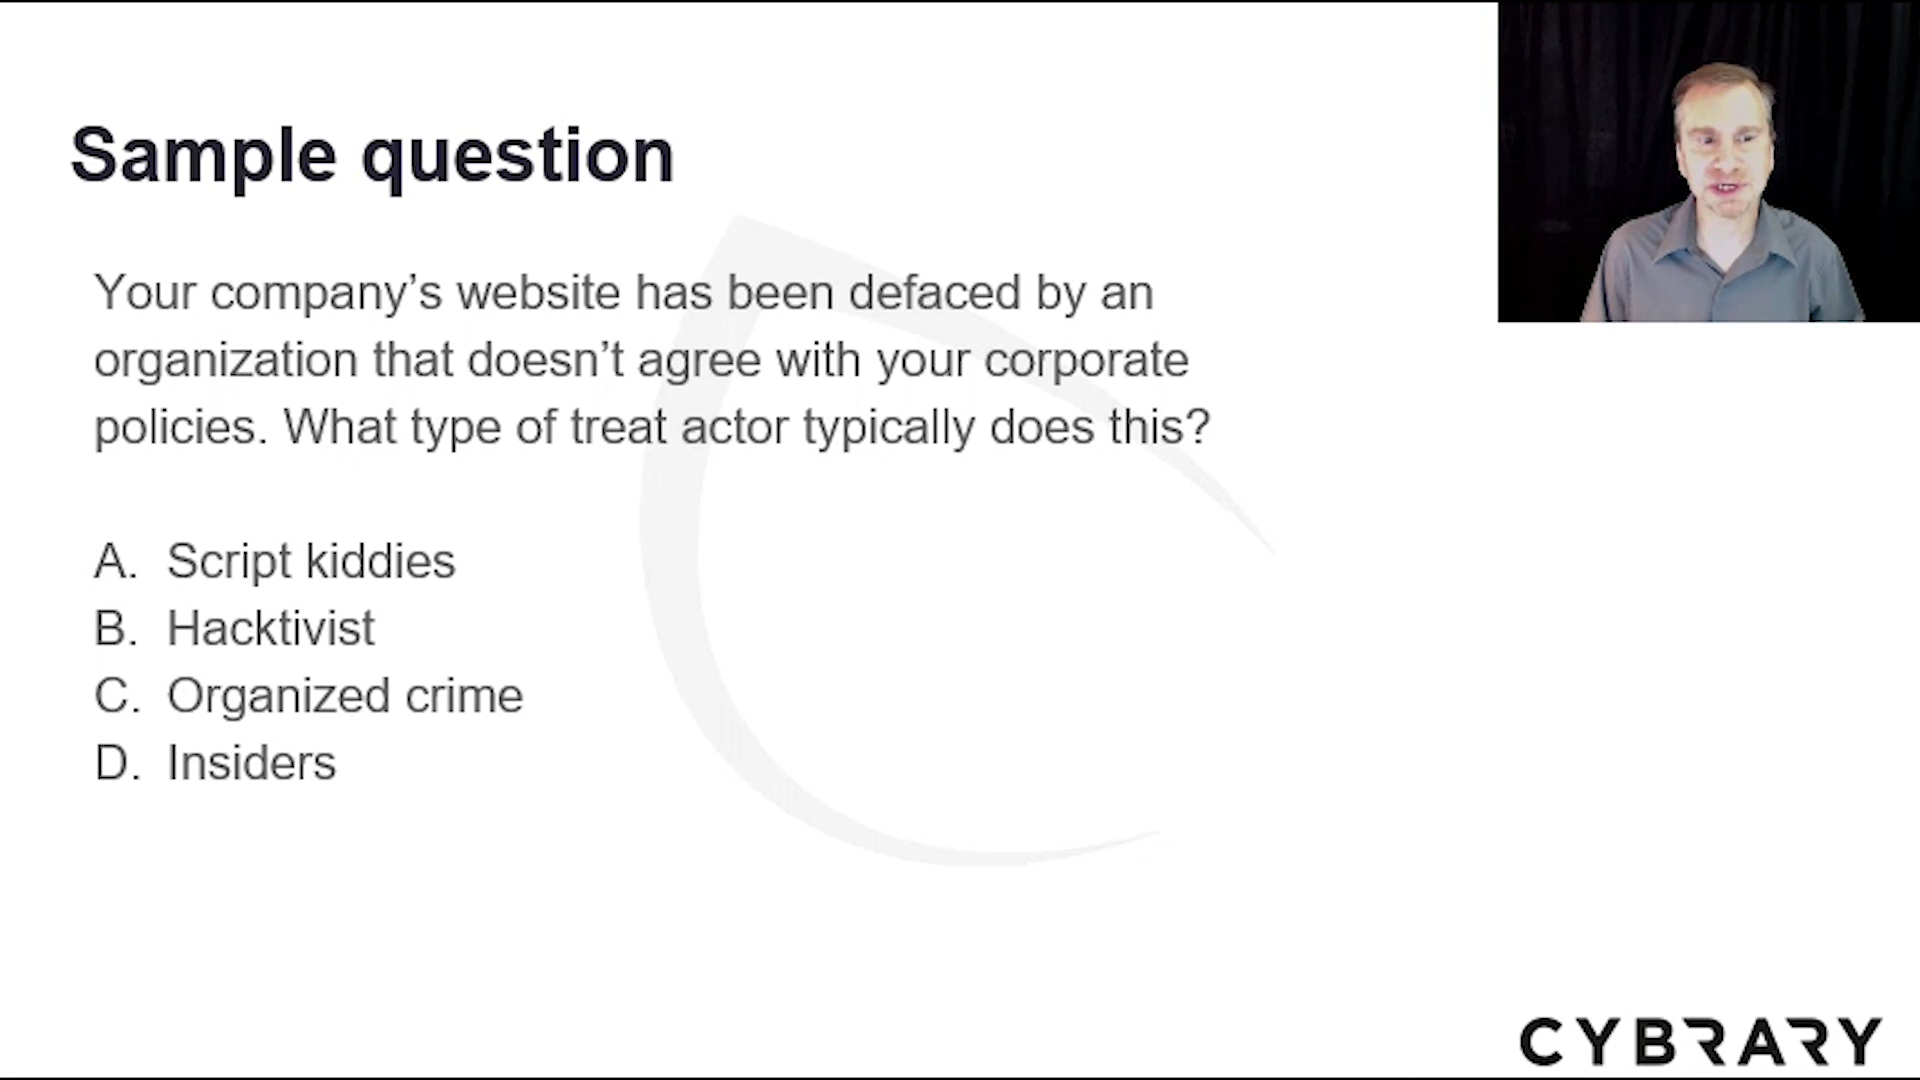 Sample question
Your company’s website has been defaced by an
organization that doesn’t agree with your corporate
policies. What type of treat actor typically does this?
A. Script kiddies
B. Hacktivist
C. Organized crime
D. Insiders
CYBRARY